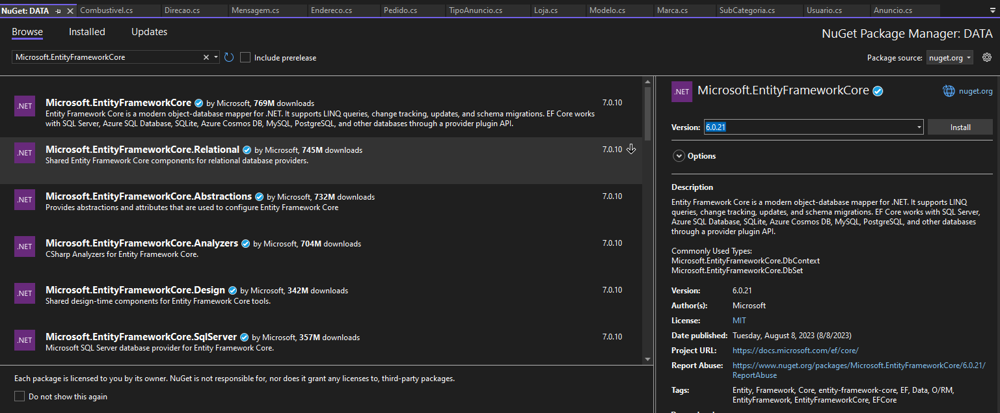 NuGet: DATA
Combustivel.cs
Direcao.cs
Mensagem.cs
Endereco.cs
Pedido.cs
TipoAnuncio.cs
Loja.cs
Modelo.cs
Marca.cs
SubCategoria.cs
Usuario.cs
Anuncio.cs
Browse
Installed
Updates
NuGet Package Manager: DATA
Microsoft.EntityFrameworkCore
Include prerelease
Package source: nuget.org
.NET
Microsoft.EntityFrameworkCore by Microsoft, 769M downloads
7.0.10
Entity Framework Core is a modern object-database mapper for .NET. It supports LINQ queries, change tracking, updates, and schema migrations. EF Core works
with SQL Server, Azure SQL Database, SQLite, Azure Cosmos DB, MySQL, PostgreSQL, and other databases through a provider plugin API.
.NET
Microsoft.EntityFrameworkCore.Relational by Microsoft, 745M downloads
7.0.10
Shared Entity Framework Core components for relational database providers.
.NET
Microsoft.EntityFrameworkCore.Abstractions by Microsoft, 732M downloads
7.0.10
Provides abstractions and attributes that are used to configure Entity Framework Core
.NET
Microsoft.EntityFrameworkCore.Analyzers by Microsoft, 704M downloads
7.0.10
CSharp Analyzers for Entity Framework Core.
.NET
Microsoft.EntityFrameworkCore.Design by Microsoft, 342M downloads
7.0.10
Shared design-time components for Entity Framework Core tools.
.NET
Microsoft.EntityFrameworkCore.SqlServer by Microsoft, 357M downloads
7.0.10
Microsoft SQL Server database provider for Entity Framework Core.
Each package is licensed to you by its owner. NuGet is not responsible for, nor does it grant any licenses to, third-party packages.
Do not show this again
.NET
Microsoft.EntityFrameworkCore
nuget.org
Version: 6.0.21
Install
Options
Description
Entity Framework Core is a modern object-database mapper for .NET. It supports LINQ
queries, change tracking, updates, and schema migrations. EF Core works with SQL Server,
Azure SQL Database, SQLite, Azure Cosmos DB, MySQL, PostgreSQL, and other databases
through a provider plugin API.
Commonly Used Types:
Microsoft.EntityFrameworkCore.DbContext
Microsoft.EntityFrameworkCore.DbSet
Version: 6.0.21
Author(s): Microsoft
License: MIT
Date published: Tuesday, August 8, 2023 (8/8/2023)
Project URL: https://docs.microsoft.com/ef/core/
Report Abuse: https://www.nuget.org/packages/Microsoft.EntityFrameworkCore/6.0.21/
ReportAbuse
Tags: Entity, Framework, Core, entity-framework-core, EF, Data, O/RM,
EntityFramework, EntityFrameworkCore, EFCore